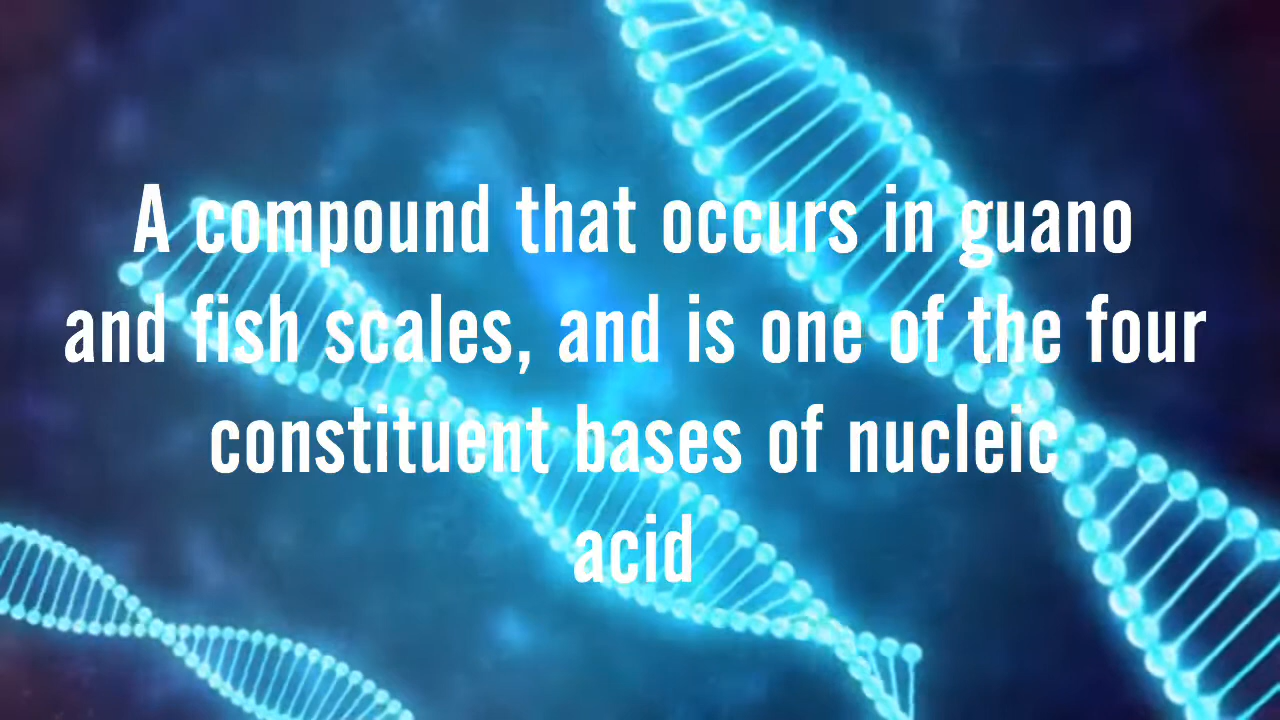 A compound that occurs in guano
and fish scales, and is one of the four
constituent bases of nucleic
acid